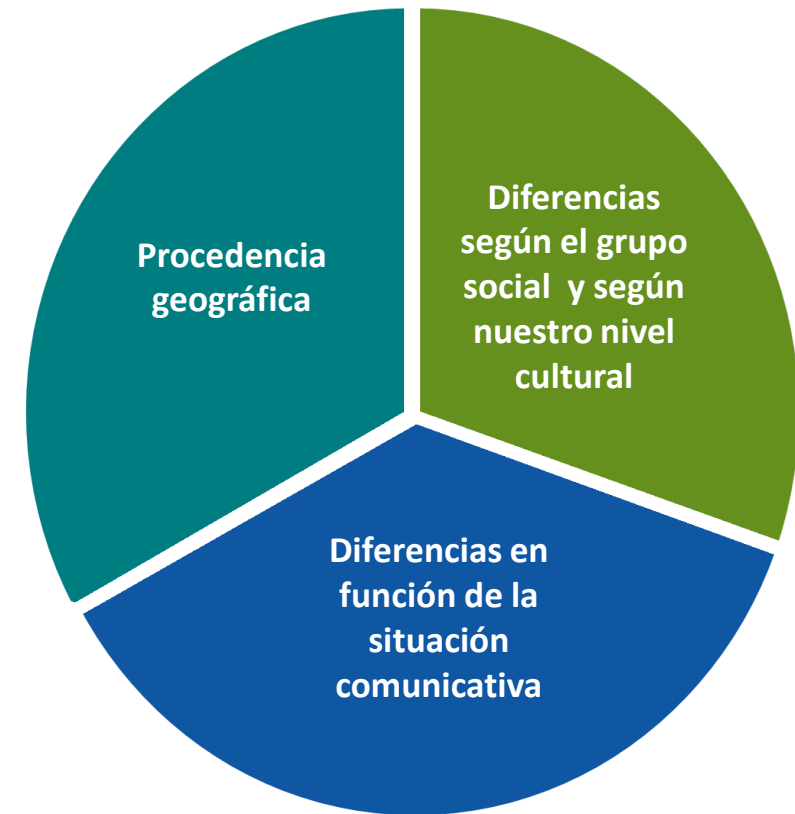 Procedencia
geográfica
Diferencias
según el grupo
social y según
nuestro nivel
cultural
Diferencias en
función de la
situación
comunicativa